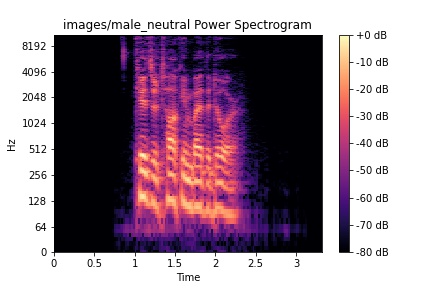 images/male_neutral Power Spectrogram
+0 dB
8192
-10 dB
4096
-20 dB
2048
1024
-30 dB
Hz
512
-40 dB
256
-50 dB
128
-60 dB
64
-70 dB
0
-80 dB
0 0.5 1 1.5 2 2.5 3
Time